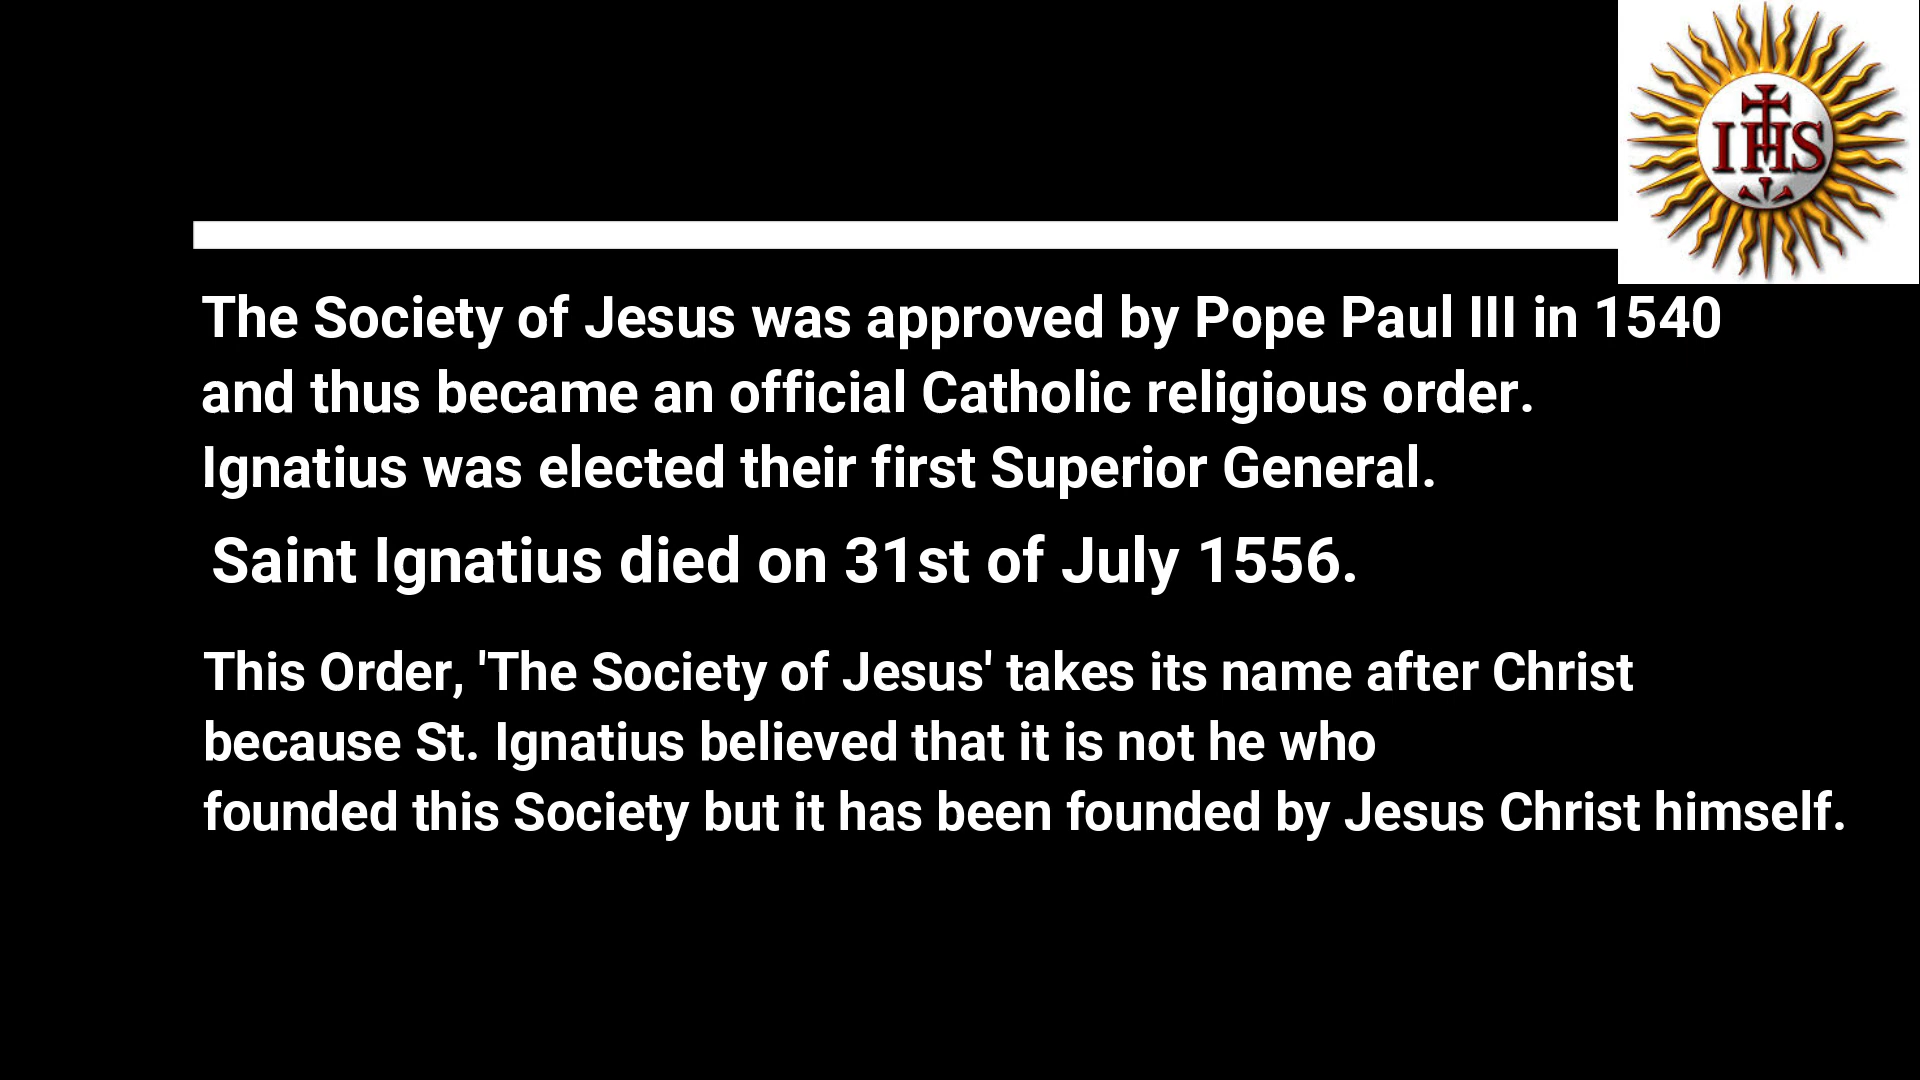 IHS
The Society of Jesus was approved by Pope Paul III in 1540
and thus became an official Catholic religious order.
Ignatius was elected their first Superior General.
Saint Ignatius died on 31st of July 1556.
This Order, 'The Society of Jesus' takes its name after Christ
because St. Ignatius believed that it is not he who
founded this Society but it has been founded by Jesus Christ himself.